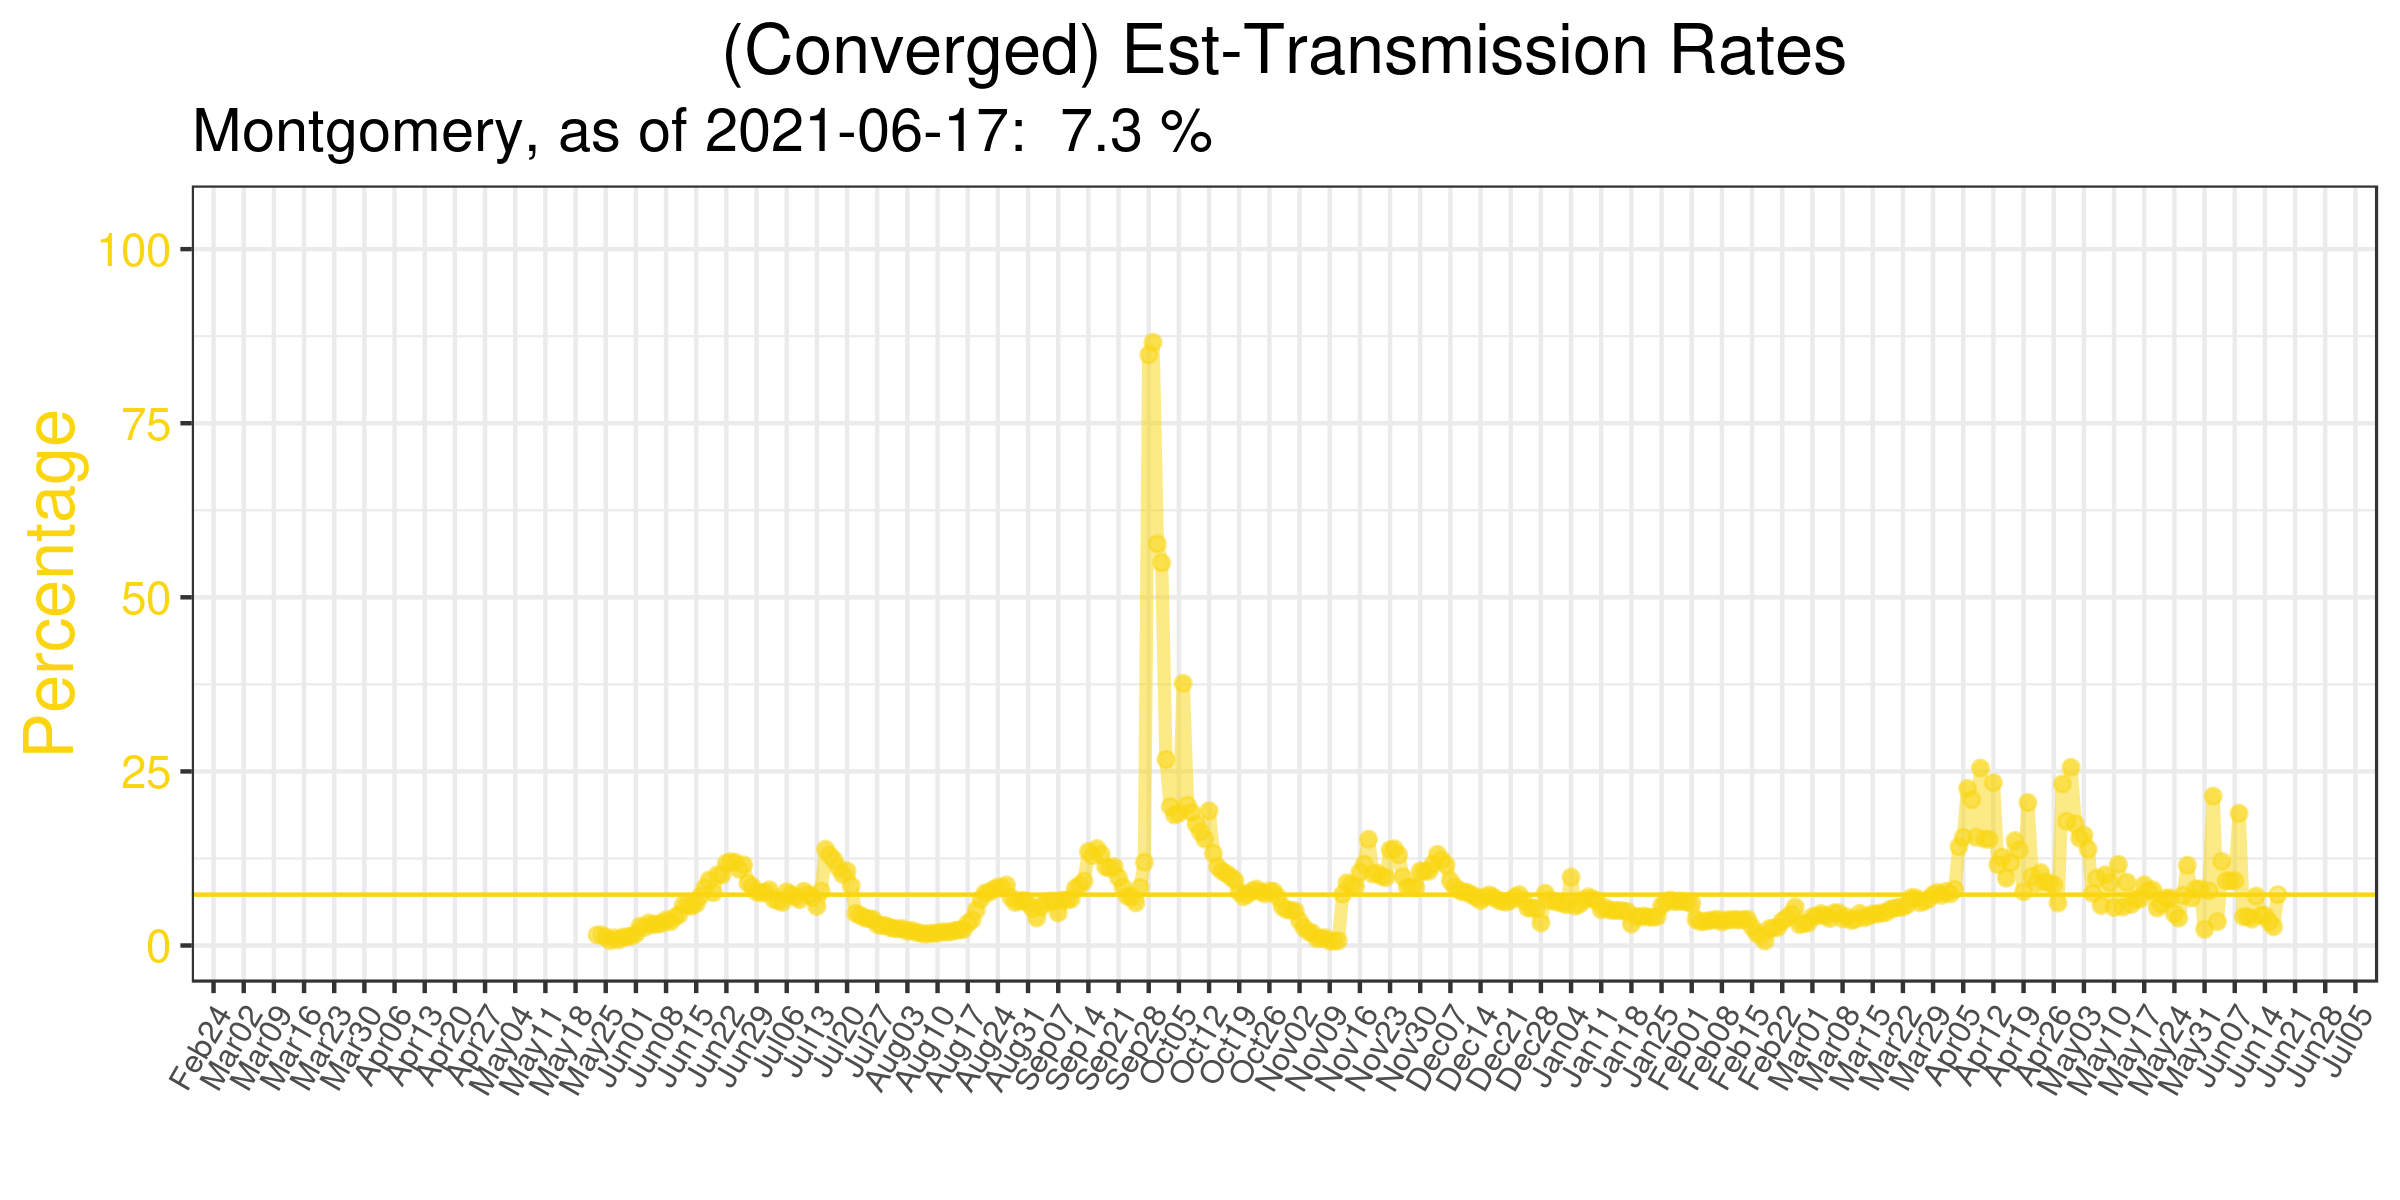 (Converged) Est-Transmission Rates
Montgomery, as of 2021-06-17:  7.3 %
Percentage
100
75
50
25
0
Feb24
Mar02
Mar09
Mar16
Mar23
Mar30
Apr06
Apr13
Apr20
Apr27
May04
May11
May18
May25
Jun01
Jun08
Jun15
Jun22
Jun29
Jul06
Jul13
Jul20
Jul27
Aug03
Aug10
Aug17
Aug24
Aug31
Sep07
Sep14
Sep21
Sep28
Oct05
Oct12
Oct19
Oct26
Nov02
Nov09
Nov16
Nov23
Nov30
Dec07
Dec14
Dec21
Dec28
Jan04
Jan11
Jan18
Jan25
Feb01
Feb08
Feb15
Feb22
Mar01
Mar08
Mar15
Mar22
Mar29
Apr05
Apr12
Apr19
Apr26
May03
May10
May17
May24
May31
Jun07
Jun14
Jun21
Jun28
Jul05